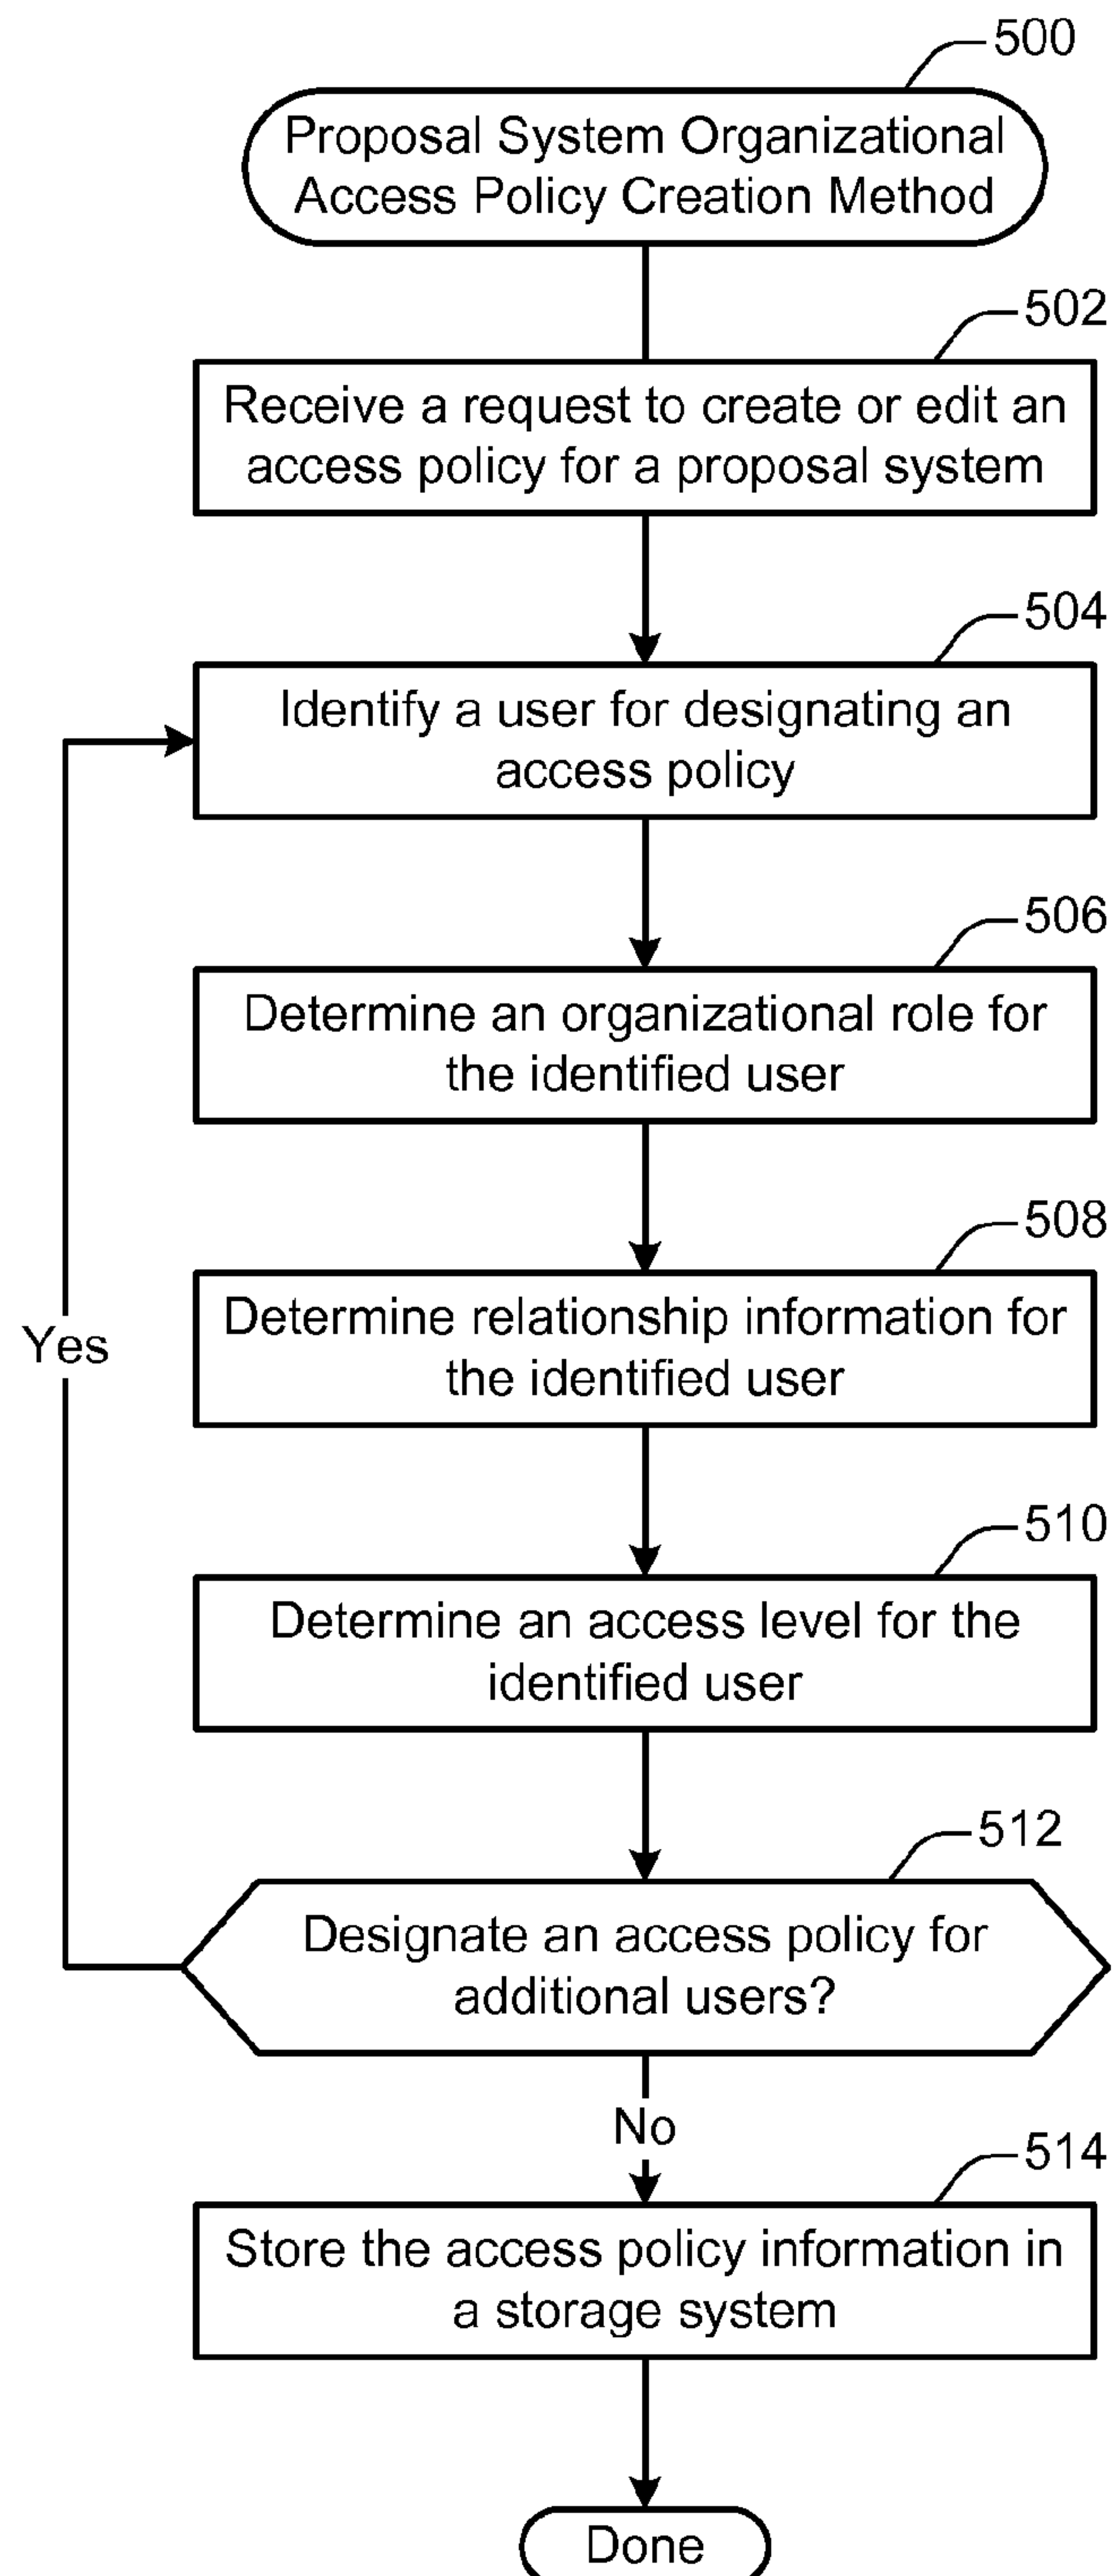 500
Proposal System Organizational
Access Policy Creation Method
502
Receive a request to create or edit an
access policy for a proposal system
504
Identify a user for designating an
access policy
506
Determine an organizational role for
the identified user
508
Determine relationship information for
the identified user
Yes
510
Determine an access level for the
identified user
512
Designate an access policy for
additional users?
No
514
Store the access policy information in
a storage system
Done